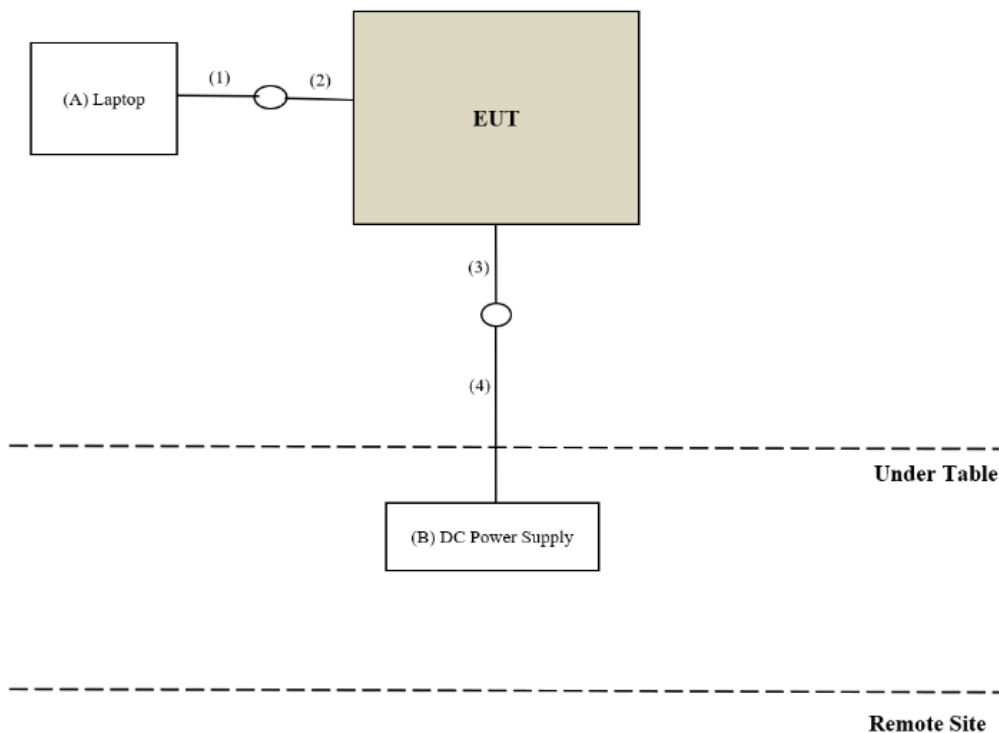 (1)
(2)
(A) Laptop
EUT
(3)
(4)
Under Table
(B) DC Power Supply
Remote Site